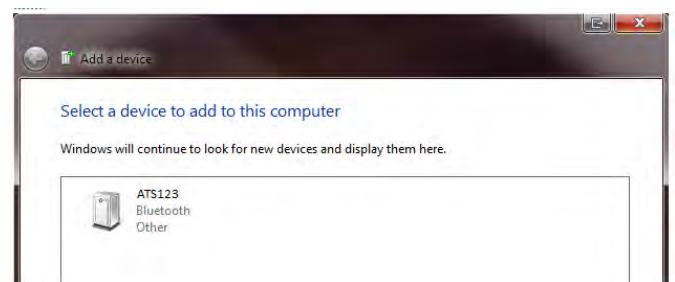 Add a device
Select a device to add to this computer
Windows will continue to look for new devices and display them here.
ATS123
Bluetooth
Other